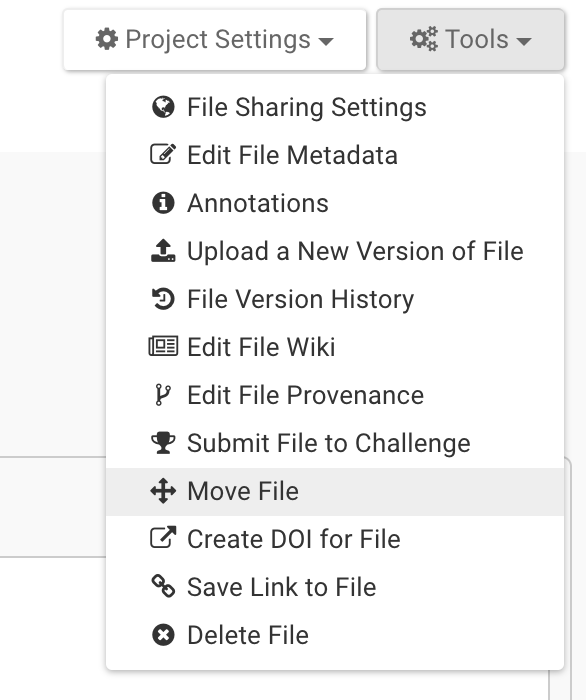 Project Settings
Tools
File Sharing Settings
Edit File Metadata
Annotations
Upload a New Version of File
File Version History
Edit File Wiki
Edit File Provenance
Submit File to Challenge
Move File
Create DOI for File
Save Link to File
Delete File